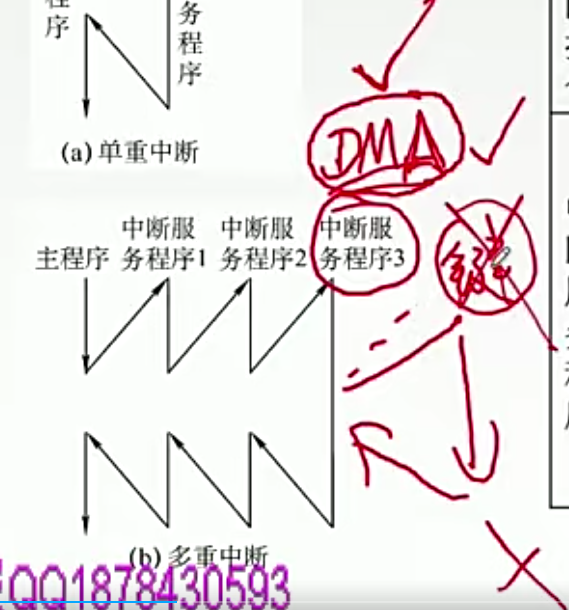 程
序
务
程
序
(a) 单重中断
DMA
中断服 中断服 中断服
主程序 务程序1 务程序2 务程序3
(b) 多重中断
QQ1878430593